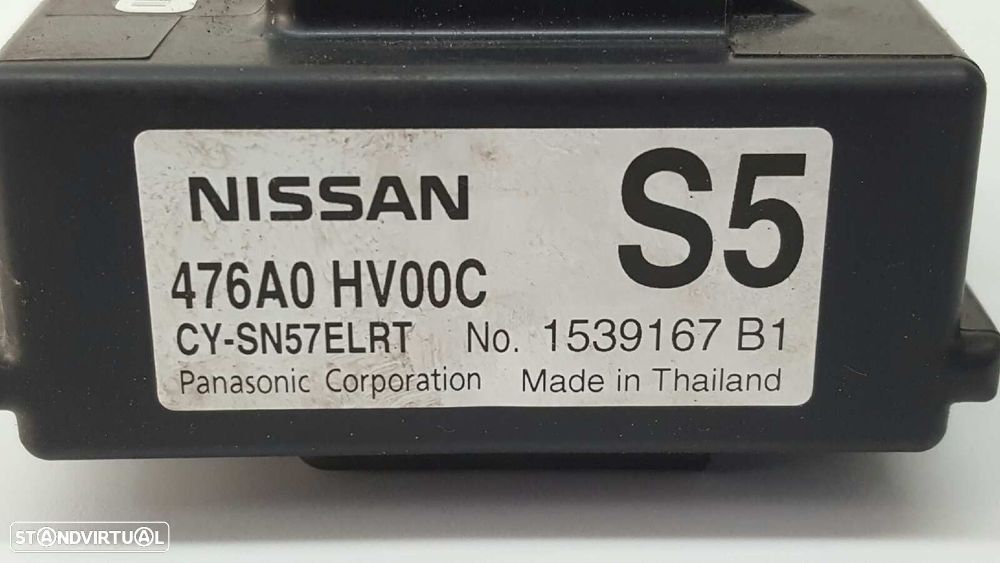 NISSAN
S5
476A0 HV00C
CY-SN57ELRT No. 1539167 B1
Panasonic Corporation Made in Thailand
STANDVIRTUAL